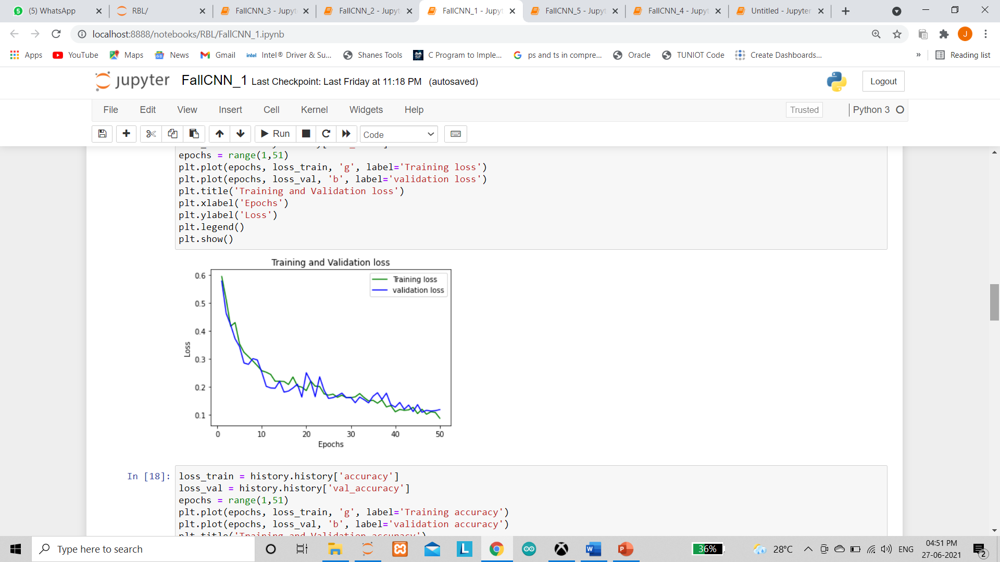 (5) WhatsApp
RBL/
FallCNN_3 - Jupyt
FallCNN_2 - Jupyt
FallCNN_1 - Jupyt
FallCNN_5 - Jupyt
FallCNN_4 - Jupyt
Untitled - Jupyter
localhost:8888/notebooks/RBL/FallCNN_1.ipynb
J
Apps
YouTube
Maps
News
Gmail
intel
Intel® Driver & Su...
Shanes Tools
C Program to Imple...
ps and ts in compre...
Oracle
TUNIOT Code
Create Dashboards...
»
Reading list
jupyter FallCNN_1 Last Checkpoint: Last Friday at 11:18 PM (autosaved)
Logout
File Edit View Insert Cell Kernel Widgets Help
Trusted
Python 3
Run
Code
epochs = range(1,51)
plt.plot(epochs, loss_train, 'g', label='Training loss')
plt.plot(epochs, loss_val, 'b', label='validation loss')
plt.title('Training and Validation loss')
plt.xlabel('Epochs')
plt.ylabel('Loss')
plt.legend()
plt.show()
Training and Validation loss
Training loss
validation loss
0.6
0.5
0.4
0.3
0.2
0.1
Loss
0 10 20 30 40 50
Epochs
In [18]:
loss_train = history.history['accuracy']
loss_val = history.history['val_accuracy']
epochs = range(1,51)
plt.plot(epochs, loss_train, 'g', label='Training accuracy')
plt.plot(epochs, loss_val, 'b', label='validation accuracy')
plt.title('Training and Validation accuracy')
Type here to search
L
W
P
36%
28°C
ENG
04:51 PM
27-06-2021
2